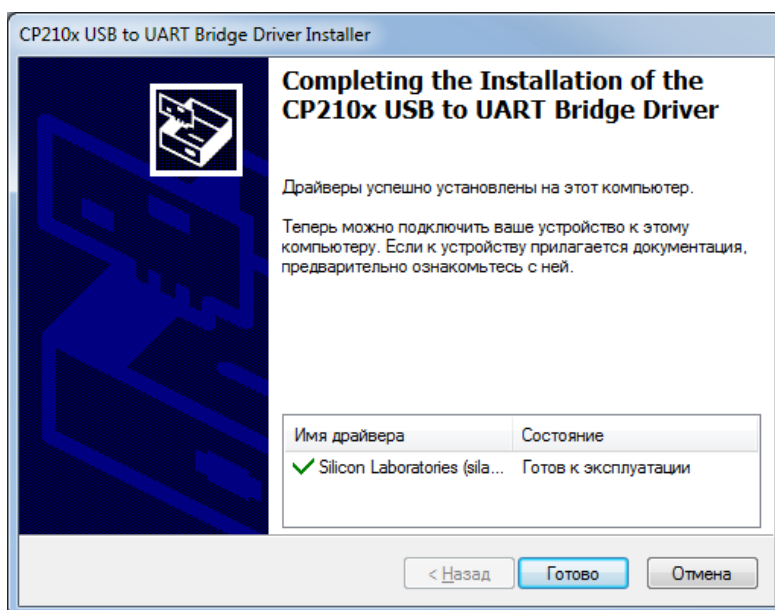 CP210x USB to UART Bridge Driver Installer
Completing the Installation of the
CP210x USB to UART Bridge Driver
Драйверы успешно установлены на этот компьютер.
Теперь можно подключить ваше устройство к этому
компьютеру. Если к устройству прилагается документация,
предварительно ознакомьтесь с ней.
Имя драйвера Состояние
Silicon Laboratories (sila... Готов к эксплуатации
< Назад Готово Отмена